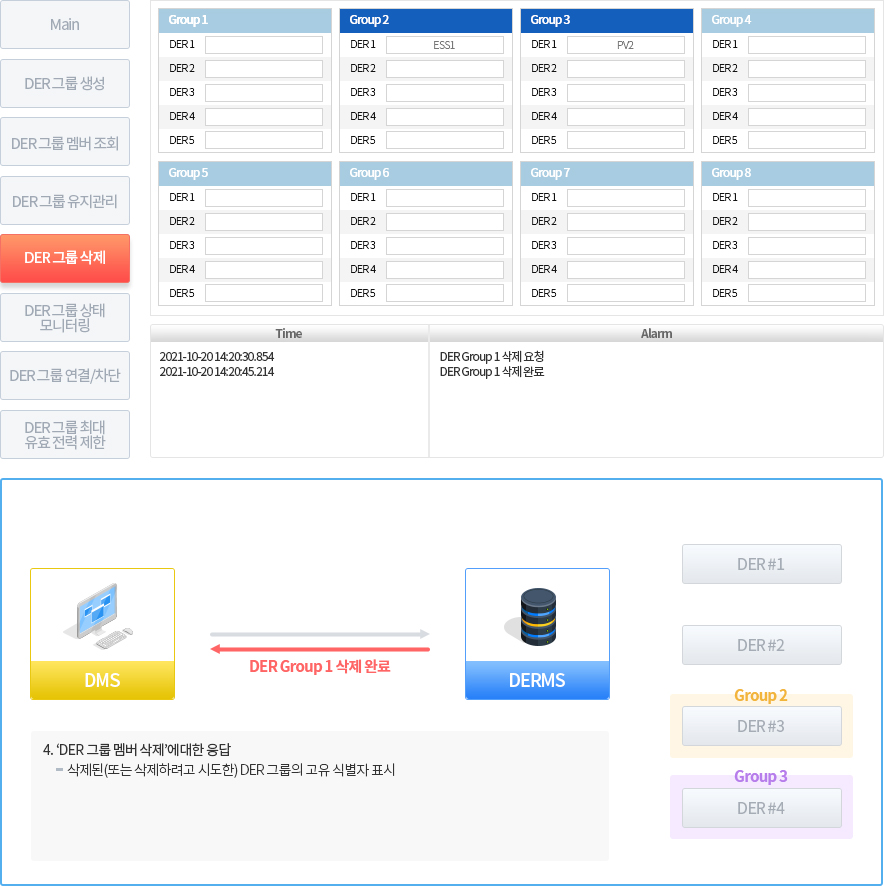 Main
DER 그룹 생성
DER 그룹 멤버 조회
DER 그룹 유지관리
DER 그룹 삭제
DER 그룹 상태
모니터링
DER 그룹 연결/차단
DER 그룹 최대
유효 전력 제한
Group 1
DER 1
DER 2
DER 3
DER 4
DER 5
Group 2
DER 1 ESS1
DER 2
DER 3
DER 4
DER 5
Group 3
DER 1 PV2
DER 2
DER 3
DER 4
DER 5
Group 4
DER 1
DER 2
DER 3
DER 4
DER 5
Group 5
DER 1
DER 2
DER 3
DER 4
DER 5
Group 6
DER 1
DER 2
DER 3
DER 4
DER 5
Group 7
DER 1
DER 2
DER 3
DER 4
DER 5
Group 8
DER 1
DER 2
DER 3
DER 4
DER 5
Time Alarm
2021-10-20 14:20:30.854 DER Group 1 삭제 요청
2021-10-20 14:20:45.214 DER Group 1 삭제 완료
DMS
DER Group 1 삭제 완료
DERMS
4. ‘DER 그룹 멤버 삭제’에대한 응답
– 삭제된(또는 삭제하려고 시도한) DER 그룹의 고유 식별자 표시
DER #1
DER #2
Group 2
DER #3
Group 3
DER #4